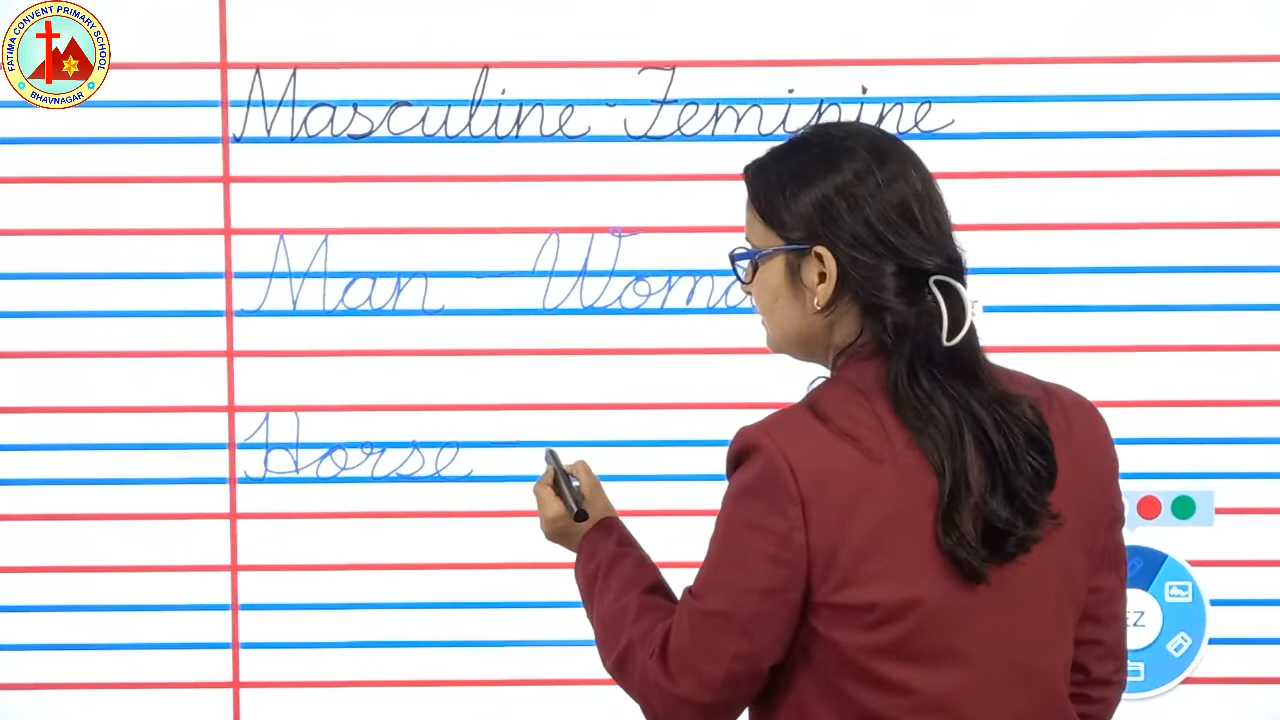 FATIMA CONVENT PRIMARY SCHOOL
BHAVNAGAR
Masculine - Feminine
Man - Woma
Horse -
EZ